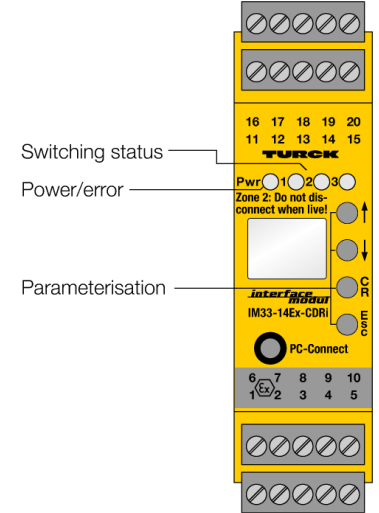 16 17 18 19 20
11 12 13 14 15
TURCK
Switching status
Power/error
Pwr 1 2 3
Zone 2: Do not dis-
connect when live!
↑
↓
Parameterisation
CR
interface
modul
IM33-14Ex-CDRi
Esc
PC-Connect
6 7 8 9 10
Ex
1 2 3 4 5